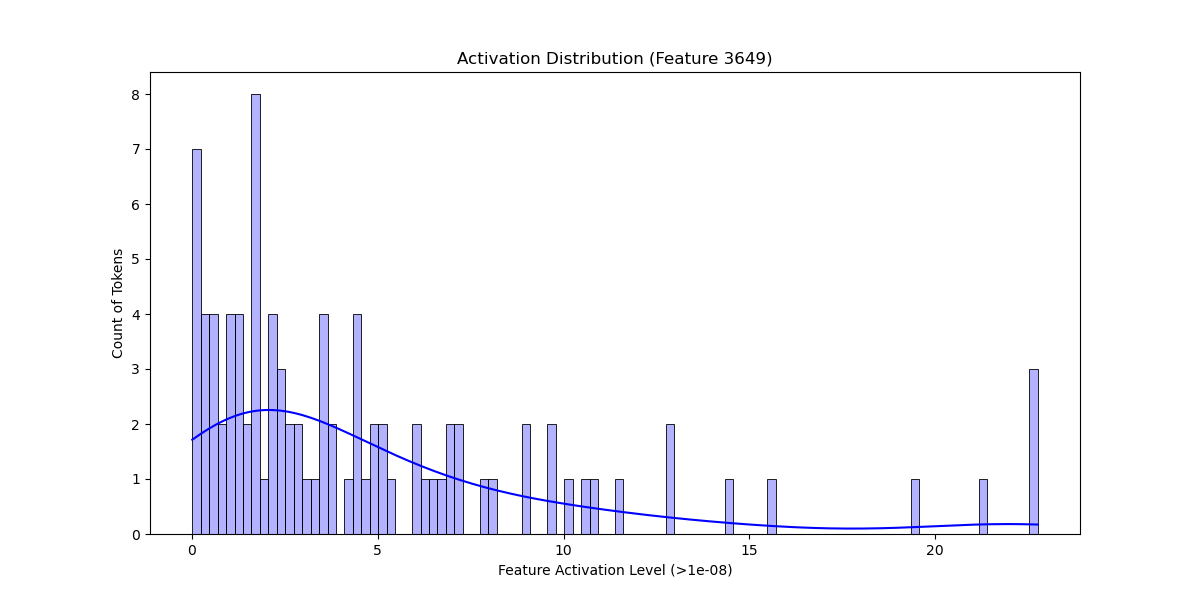 Activation Distribution (Feature 3649)
8
7
6
5
4
3
2
1
0
Count of Tokens
0 5 10 15 20
Feature Activation Level (>1e-08)